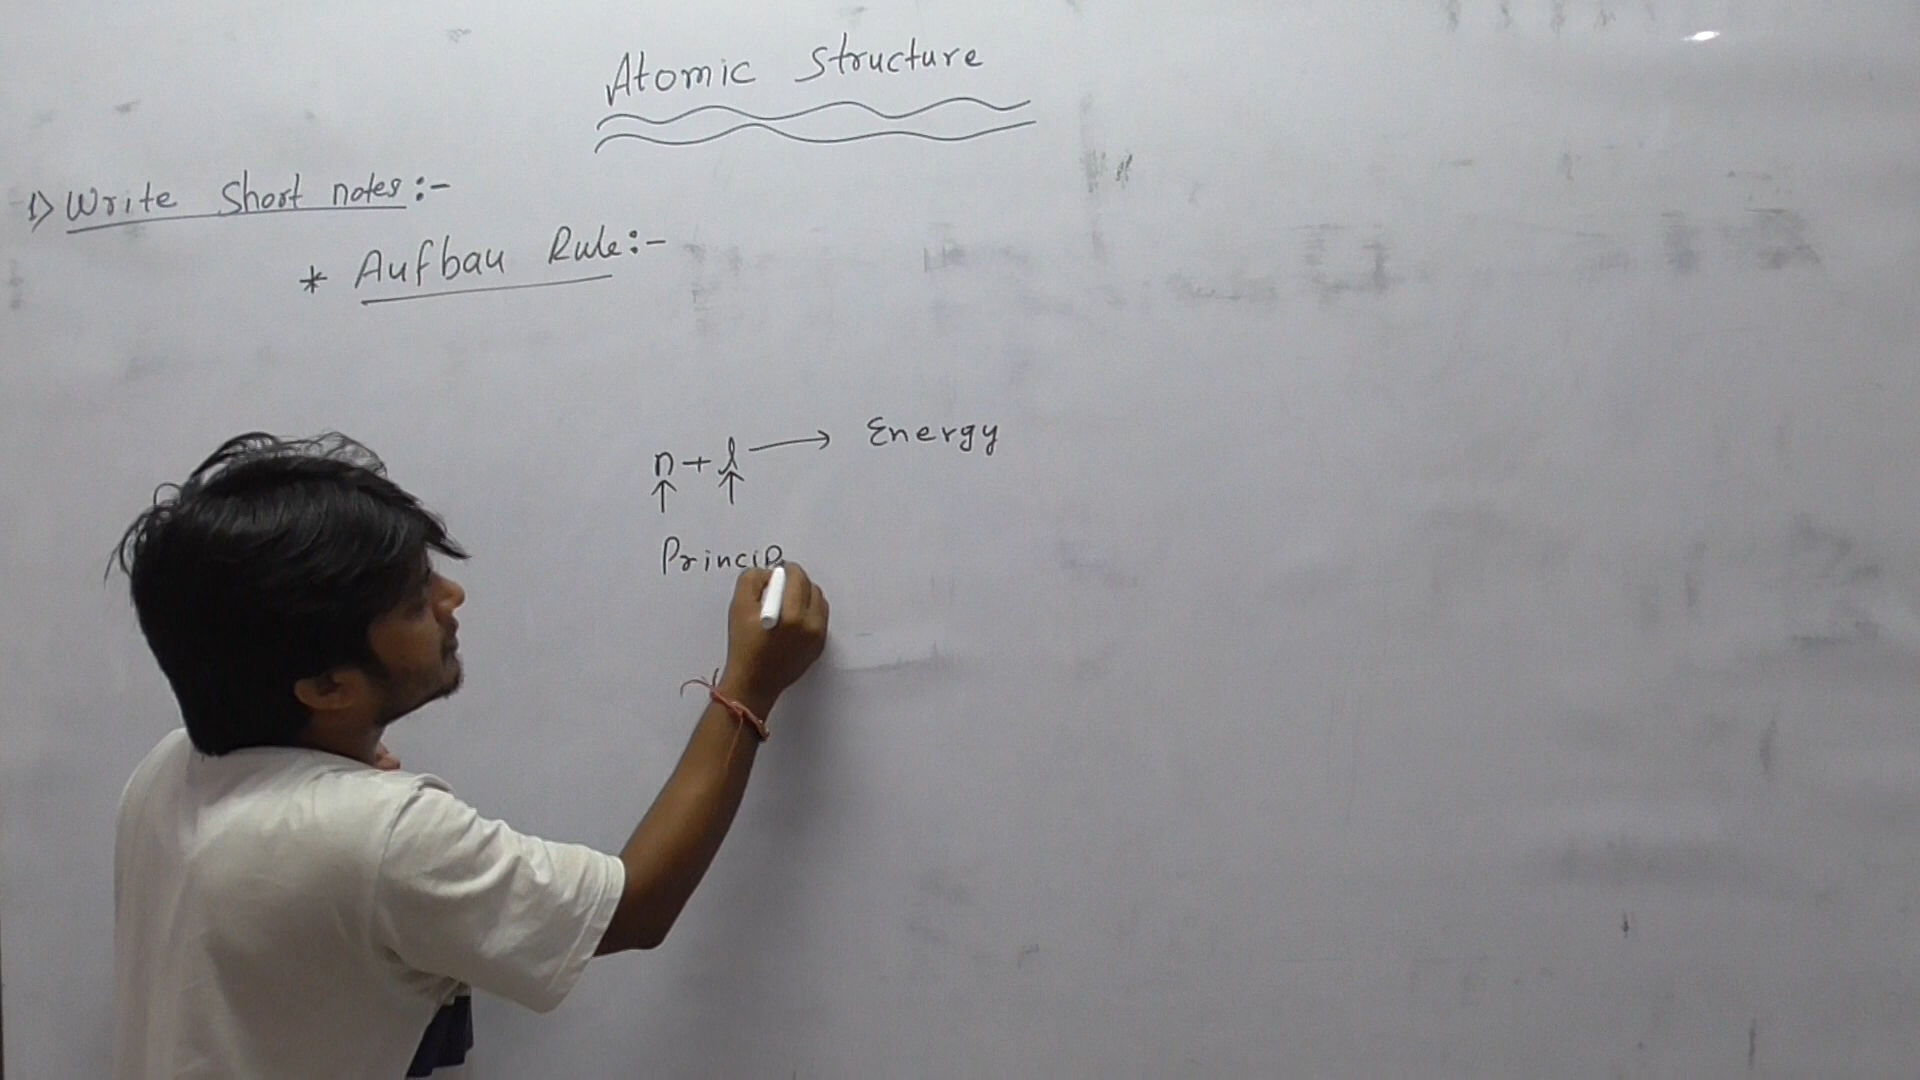 Atomic Structure
1) Write Short notes:-
* Aufbau Rule:-
n + l → Energy
↑ ↑
Princip